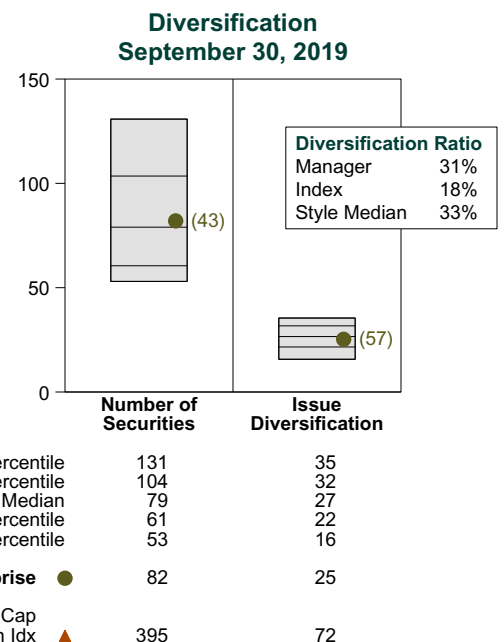 Diversification
September 30, 2019
150
100
50
0
(43)
(57)
Diversification Ratio
Manager 31%
Index 18%
Style Median 33%
Number of Securities
Issue Diversification
ercentile 131 35
ercentile 104 32
Median 79 27
ercentile 61 22
ercentile 53 16
rise 82 25
Cap
Idx 395 72